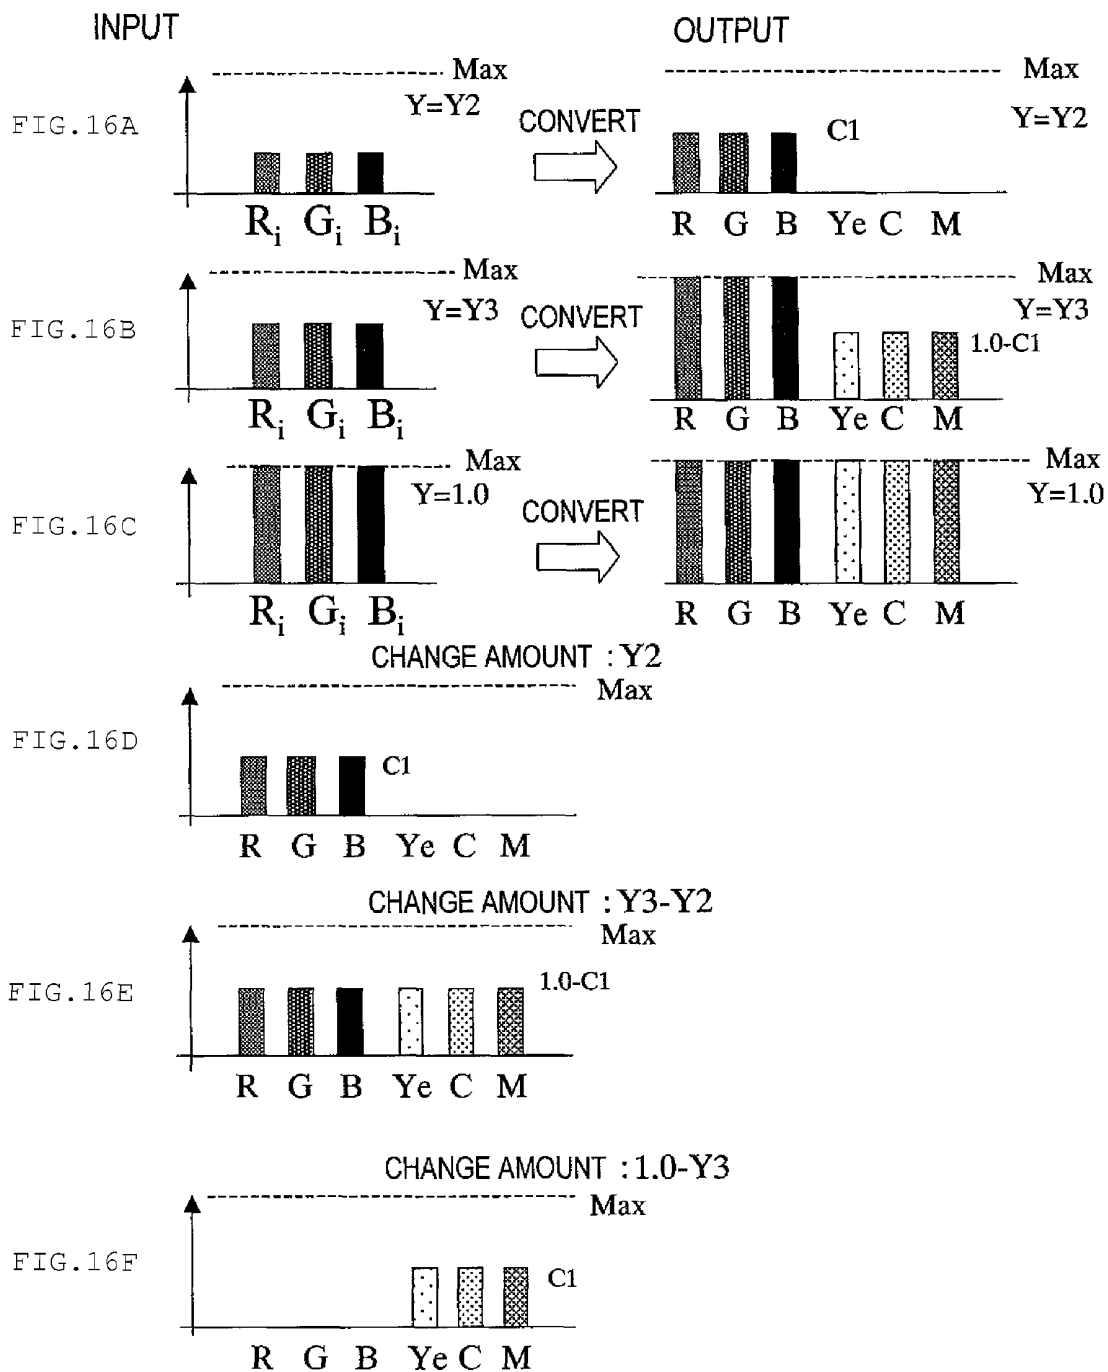 INPUT OUTPUT
Max Max
Y=Y2 Y=Y2
FIG.16A CONVERT C1
Ri Gi Bi R G B Ye C M
Max Max
Y=Y3 Y=Y3
FIG.16B CONVERT 1.0-C1
Ri Gi Bi R G B Ye C M
Max Max
Y=1.0 Y=1.0
FIG.16C CONVERT
Ri Gi Bi R G B Ye C M
CHANGE AMOUNT : Y2
Max
FIG.16D C1
R G B Ye C M
CHANGE AMOUNT : Y3-Y2
Max
FIG.16E 1.0-C1
R G B Ye C M
CHANGE AMOUNT : 1.0-Y3
Max
FIG.16F C1
R G B Ye C M